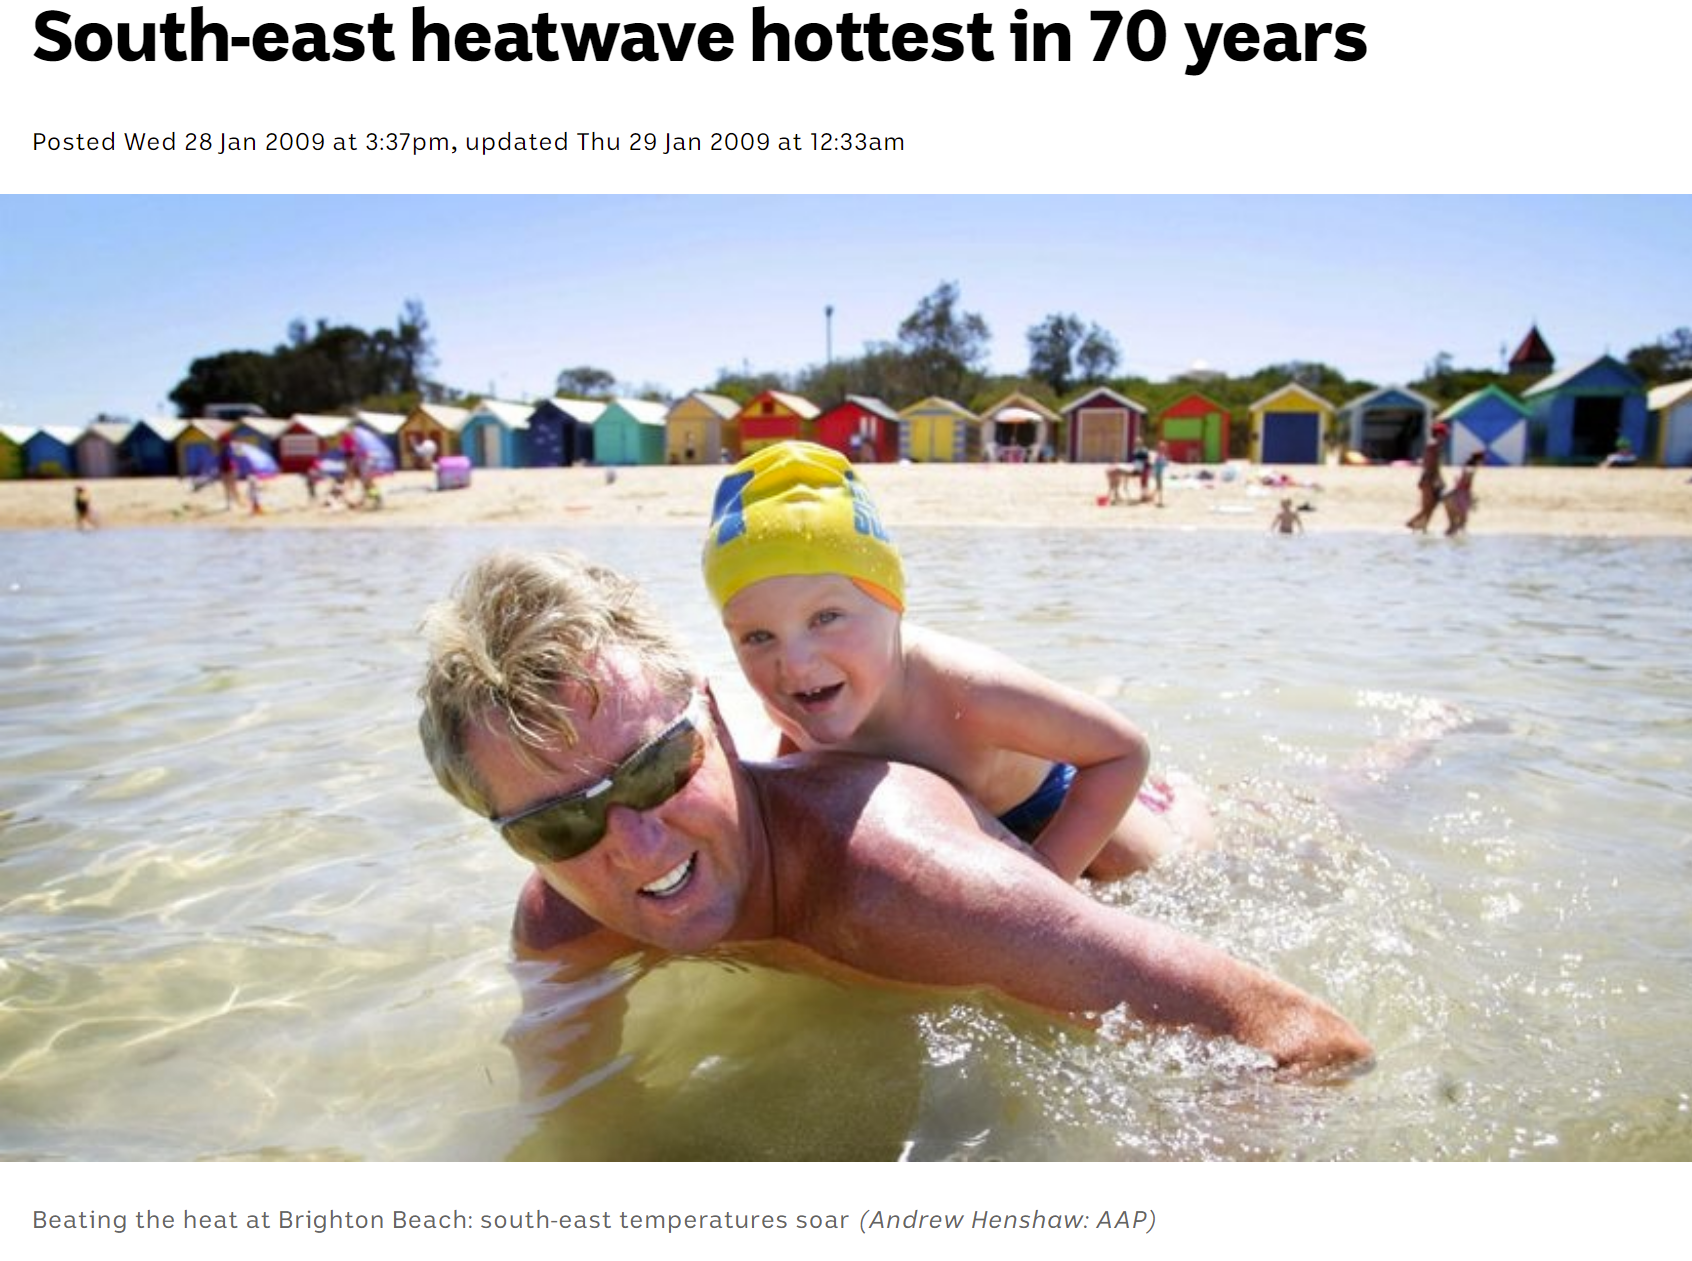 South-east heatwave hottest in 70 years
Posted Wed 28 Jan 2009 at 3:37pm, updated Thu 29 Jan 2009 at 12:33am
Beating the heat at Brighton Beach: south-east temperatures soar (Andrew Henshaw: AAP)